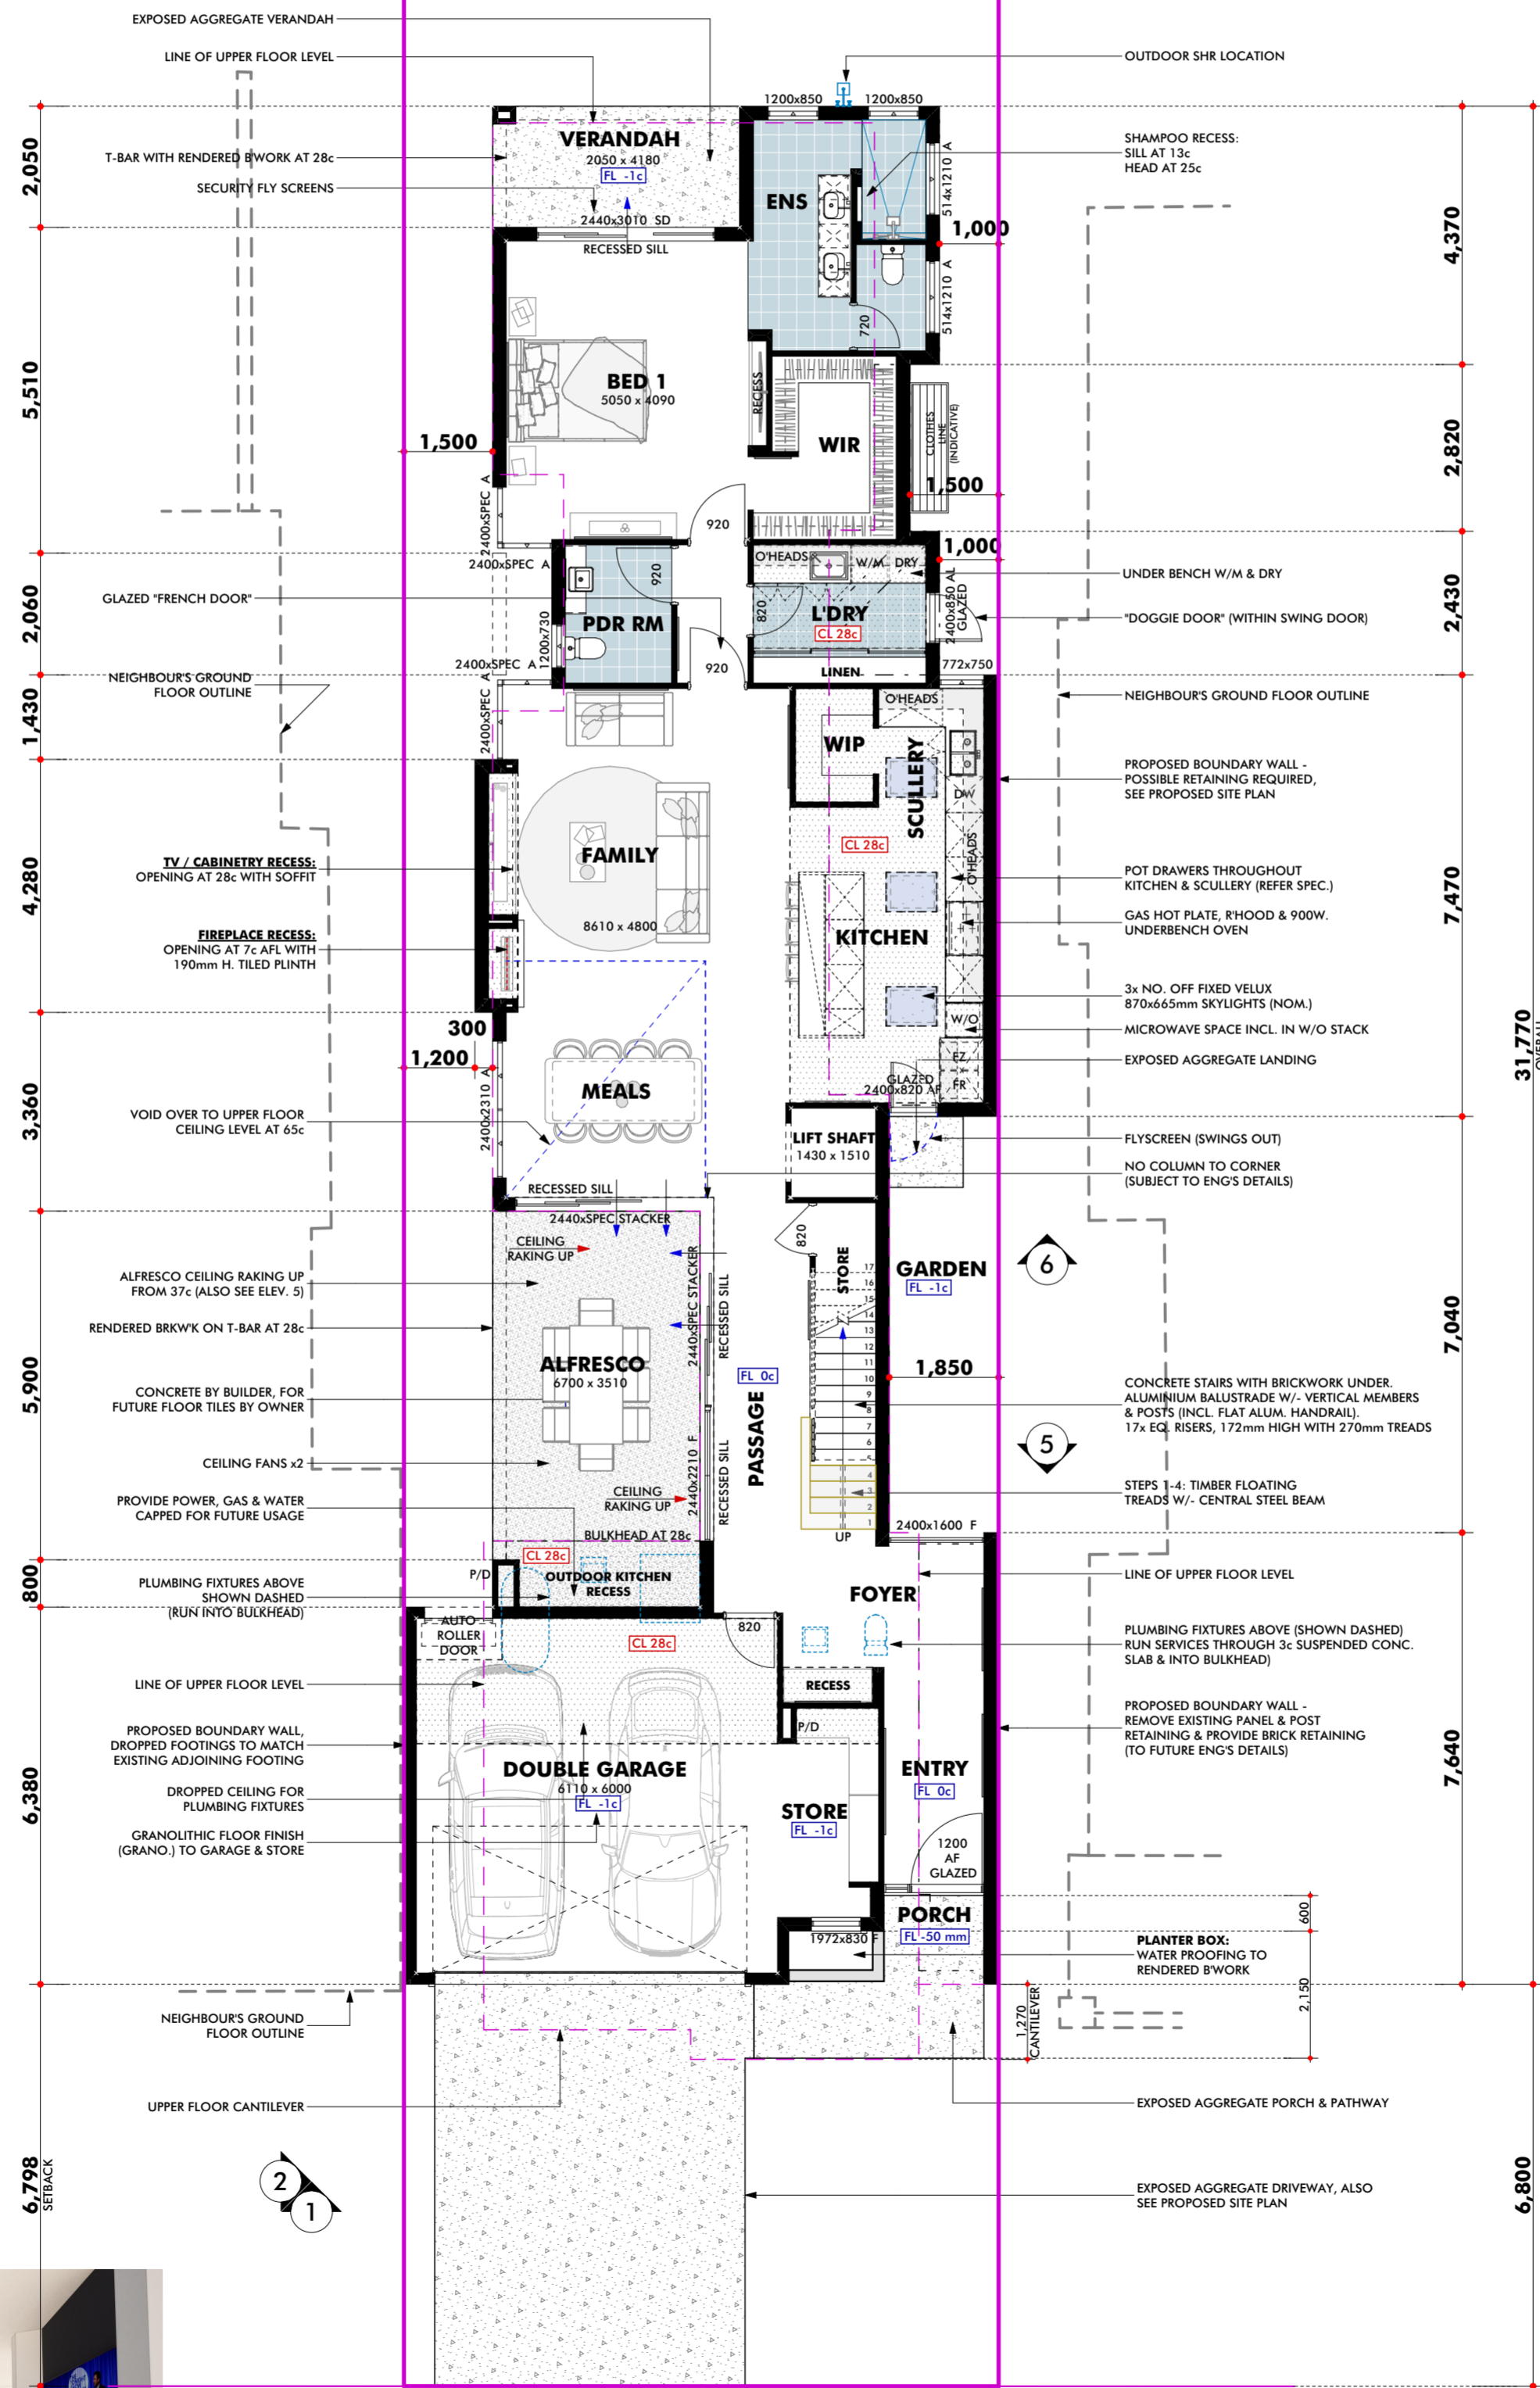 EXPOSED AGGREGATE VERANDAH
LINE OF UPPER FLOOR LEVEL
OUTDOOR SHR LOCATION
1200x850
1200x850
VERANDAH
2050 x 4180
FL -1c
T-BAR WITH RENDERED B'WORK AT 28c
SECURITY FLY SCREENS
2440x3010 SD
RECESSED SILL
SHAMPOO RECESS:
SILL AT 13c
HEAD AT 25c
ENS
514x1210 A
1,000
514x1210 A
720
2,050
4,370
5,510
BED 1
5050 x 4090
RECESS
WIR
CLOTHES
LINE
(INDICATIVE)
1,500
1,500
2,820
2400xSPEC A
2400xSPEC A
920
O'HEADS
W/M DRY
1,000
UNDER BENCH W/M & DRY
GLAZED "FRENCH DOOR"
920
820
L'DRY
CL 28c
2400x850 AL
GLAZED
"DOGGIE DOOR" (WITHIN SWING DOOR)
2,060
2,430
PDR RM
1200x730
2400xSPEC A
920
LINEN
772x750
NEIGHBOUR'S GROUND
FLOOR OUTLINE
2400xSPEC A
O'HEADS
NEIGHBOUR'S GROUND FLOOR OUTLINE
1,430
WIP
SCULLERY
DW
PROPOSED BOUNDARY WALL -
POSSIBLE RETAINING REQUIRED,
SEE PROPOSED SITE PLAN
CL 28c
O'HEADS
TV / CABINETRY RECESS:
OPENING AT 28c WITH SOFFIT
FAMILY
8610 x 4800
POT DRAWERS THROUGHOUT
KITCHEN & SCULLERY (REFER SPEC.)
4,280
7,470
FIREPLACE RECESS:
OPENING AT 7c AFL WITH
190mm H. TILED PLINTH
KITCHEN
GAS HOT PLATE, R'HOOD & 900W.
UNDERBENCH OVEN
3x NO. OFF FIXED VELUX
870x665mm SKYLIGHTS (NOM.)
300
1,200
W/O
MICROWAVE SPACE INCL. IN W/O STACK
FZ
FR
EXPOSED AGGREGATE LANDING
31,770
OVERALL
MEALS
2400x2310 A
GLAZED
2400x820 AF
3,360
VOID OVER TO UPPER FLOOR
CEILING LEVEL AT 65c
LIFT SHAFT
1430 x 1510
FLYSCREEN (SWINGS OUT)
NO COLUMN TO CORNER
(SUBJECT TO ENG'S DETAILS)
RECESSED SILL
2440xSPEC STACKER
CEILING
RAKING UP
2440xSPEC STACKER
RECESSED SILL
820
STORE
17
16
15
14
13
12
11
10
9
8
7
6
5
4
3
2
1
UP
GARDEN
FL -1c
6
ALFRESCO CEILING RAKING UP
FROM 37c (ALSO SEE ELEV. 5)
RENDERED BRKW'K ON T-BAR AT 28c
ALFRESCO
6700 x 3510
FL 0c
PASSAGE
1,850
7,040
5,900
CONCRETE BY BUILDER, FOR
FUTURE FLOOR TILES BY OWNER
CONCRETE STAIRS WITH BRICKWORK UNDER.
ALUMINIUM BALUSTRADE W/- VERTICAL MEMBERS
& POSTS (INCL. FLAT ALUM. HANDRAIL).
17x EQ. RISERS, 172mm HIGH WITH 270mm TREADS
5
CEILING FANS x2
2440x2210 F
RECESSED SILL
CEILING
RAKING UP
STEPS 1-4: TIMBER FLOATING
TREADS W/- CENTRAL STEEL BEAM
PROVIDE POWER, GAS & WATER
CAPPED FOR FUTURE USAGE
BULKHEAD AT 28c
2400x1600 F
CL 28c
P/D
OUTDOOR KITCHEN
RECESS
800
PLUMBING FIXTURES ABOVE
SHOWN DASHED
(RUN INTO BULKHEAD)
LINE OF UPPER FLOOR LEVEL
FOYER
AUTO
ROLLER
DOOR
CL 28c
820
PLUMBING FIXTURES ABOVE (SHOWN DASHED)
RUN SERVICES THROUGH 3c SUSPENDED CONC.
SLAB & INTO BULKHEAD)
LINE OF UPPER FLOOR LEVEL
RECESS
PROPOSED BOUNDARY WALL,
DROPPED FOOTINGS TO MATCH
EXISTING ADJOINING FOOTING
P/D
PROPOSED BOUNDARY WALL -
REMOVE EXISTING PANEL & POST
RETAINING & PROVIDE BRICK RETAINING
(TO FUTURE ENG'S DETAILS)
DOUBLE GARAGE
6110 x 6000
FL -1c
ENTRY
FL 0c
6,380
7,640
DROPPED CEILING FOR
PLUMBING FIXTURES
STORE
FL -1c
GRANOLITHIC FLOOR FINISH
(GRANO.) TO GARAGE & STORE
1200
AF
GLAZED
PORCH
FL -50 mm
600
1972x830 F
PLANTER BOX:
WATER PROOFING TO
RENDERED B'WORK
2,150
1,270
CANTILEVER
NEIGHBOUR'S GROUND
FLOOR OUTLINE
UPPER FLOOR CANTILEVER
EXPOSED AGGREGATE PORCH & PATHWAY
6,798
SETBACK
2
1
EXPOSED AGGREGATE DRIVEWAY, ALSO
SEE PROPOSED SITE PLAN
6,800